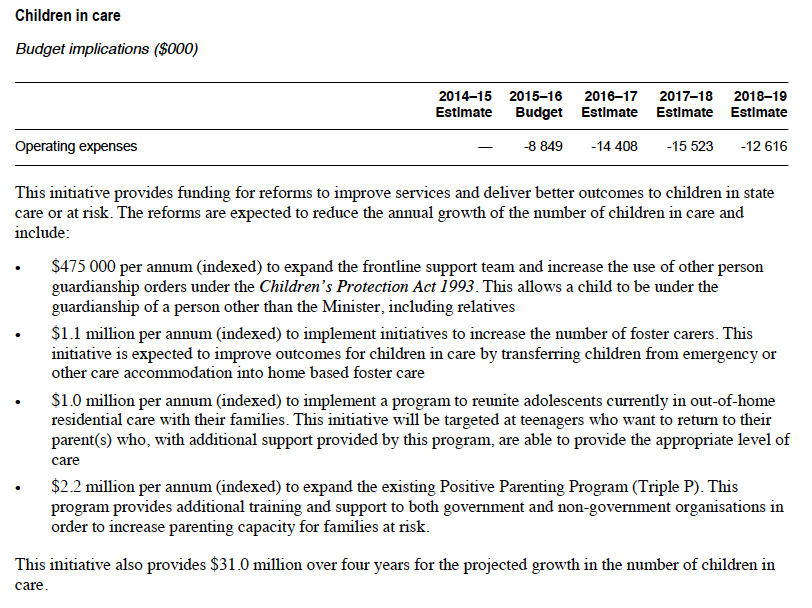 Children in care
Budget implications ($000)
2014–15 2015–16 2016–17 2017–18 2018–19
Estimate Budget Estimate Estimate Estimate
Operating expenses — -8 849 -14 408 -15 523 -12 616
This initiative provides funding for reforms to improve services and deliver better outcomes to children in state
care or at risk. The reforms are expected to reduce the annual growth of the number of children in care and
include:
• $475 000 per annum (indexed) to expand the frontline support team and increase the use of other person
guardianship orders under the Children's Protection Act 1993. This allows a child to be under the
guardianship of a person other than the Minister, including relatives
• $1.1 million per annum (indexed) to implement initiatives to increase the number of foster carers. This
initiative is expected to improve outcomes for children in care by transferring children from emergency or
other care accommodation into home based foster care
• $1.0 million per annum (indexed) to implement a program to reunite adolescents currently in out-of-home
residential care with their families. This initiative will be targeted at teenagers who want to return to their
parent(s) who, with additional support provided by this program, are able to provide the appropriate level of
care
• $2.2 million per annum (indexed) to expand the existing Positive Parenting Program (Triple P). This
program provides additional training and support to both government and non-government organisations in
order to increase parenting capacity for families at risk.
This initiative also provides $31.0 million over four years for the projected growth in the number of children in
care.